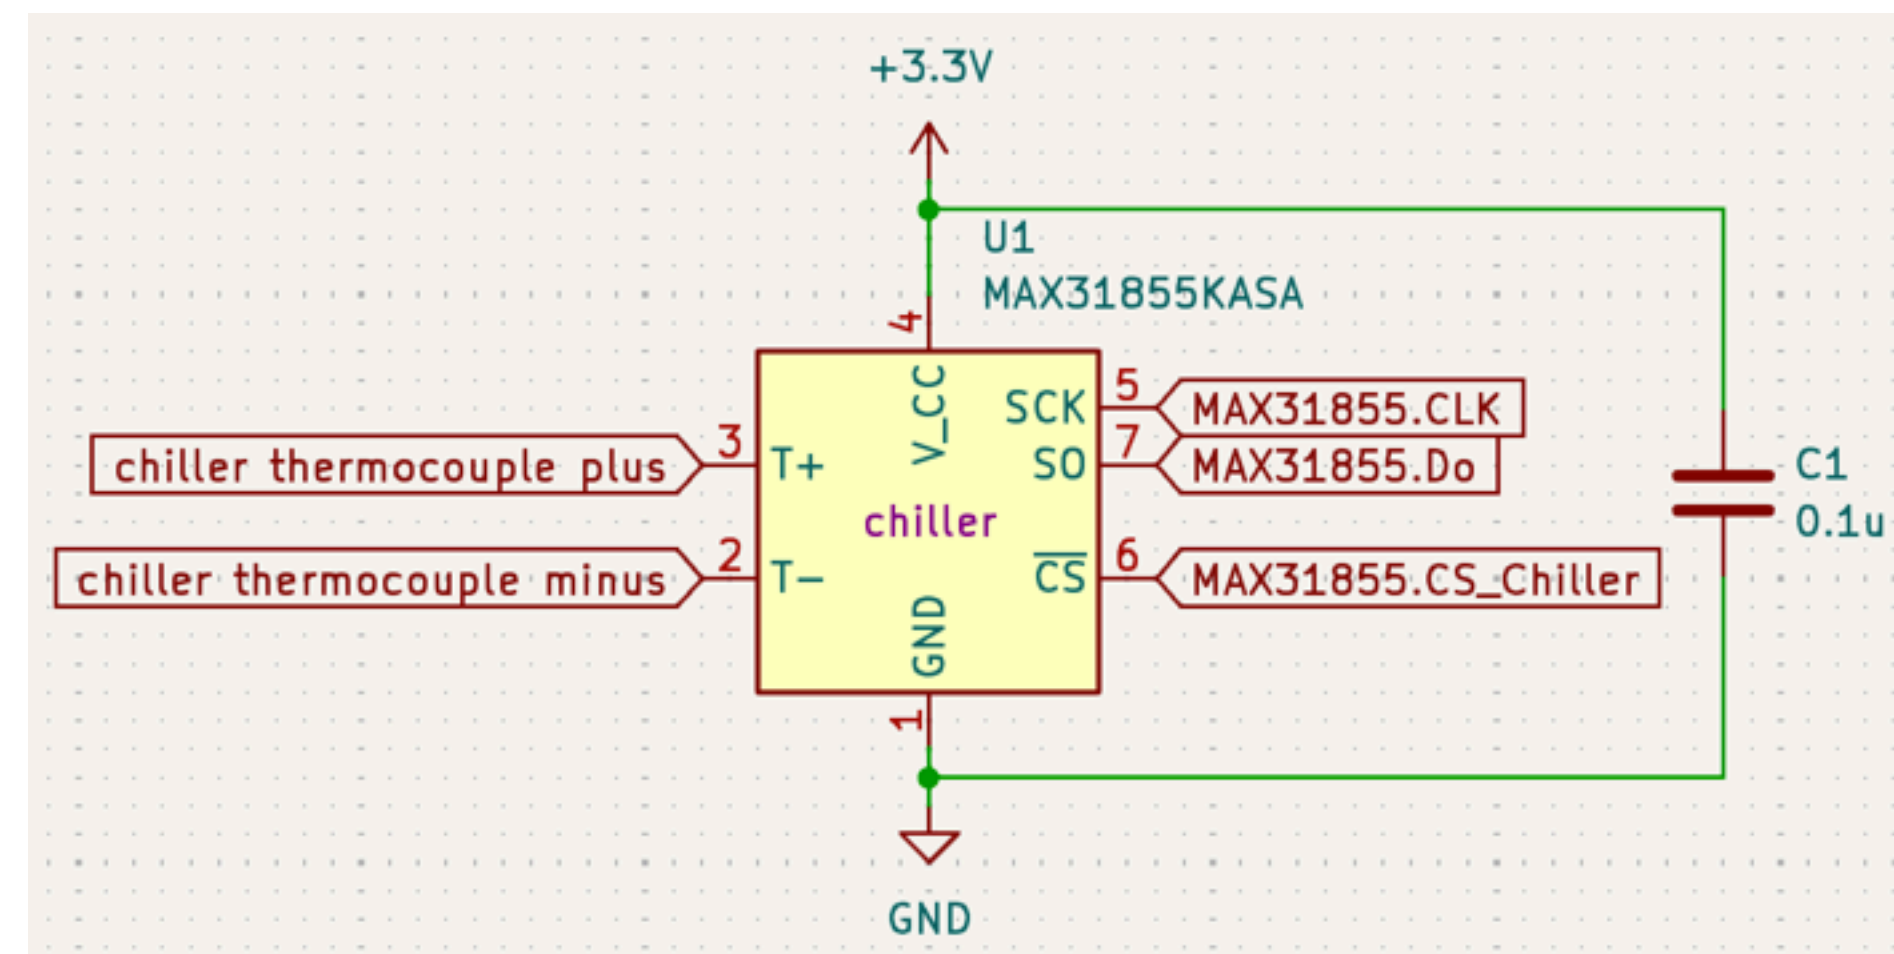 +3.3V
U1
MAX31855KASA
4
V_CC
SCK
5
MAX31855.CLK
chiller thermocouple plus
3
T+
SO
7
MAX31855.Do
C1
0.1u
chiller
chiller thermocouple minus
2
T−
CS
6
MAX31855.CS_Chiller
GND
1
GND